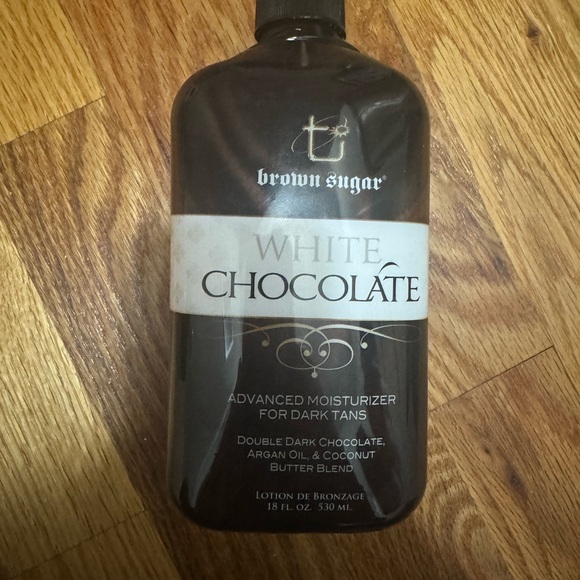 brown sugar®
WHITE
CHOCOLATE
ADVANCED MOISTURIZER
FOR DARK TANS
DOUBLE DARK CHOCOLATE,
ARGAN OIL, & COCONUT
BUTTER BLEND
LOTION DE BRONZAGE
18 FL. OZ. 530 ML.